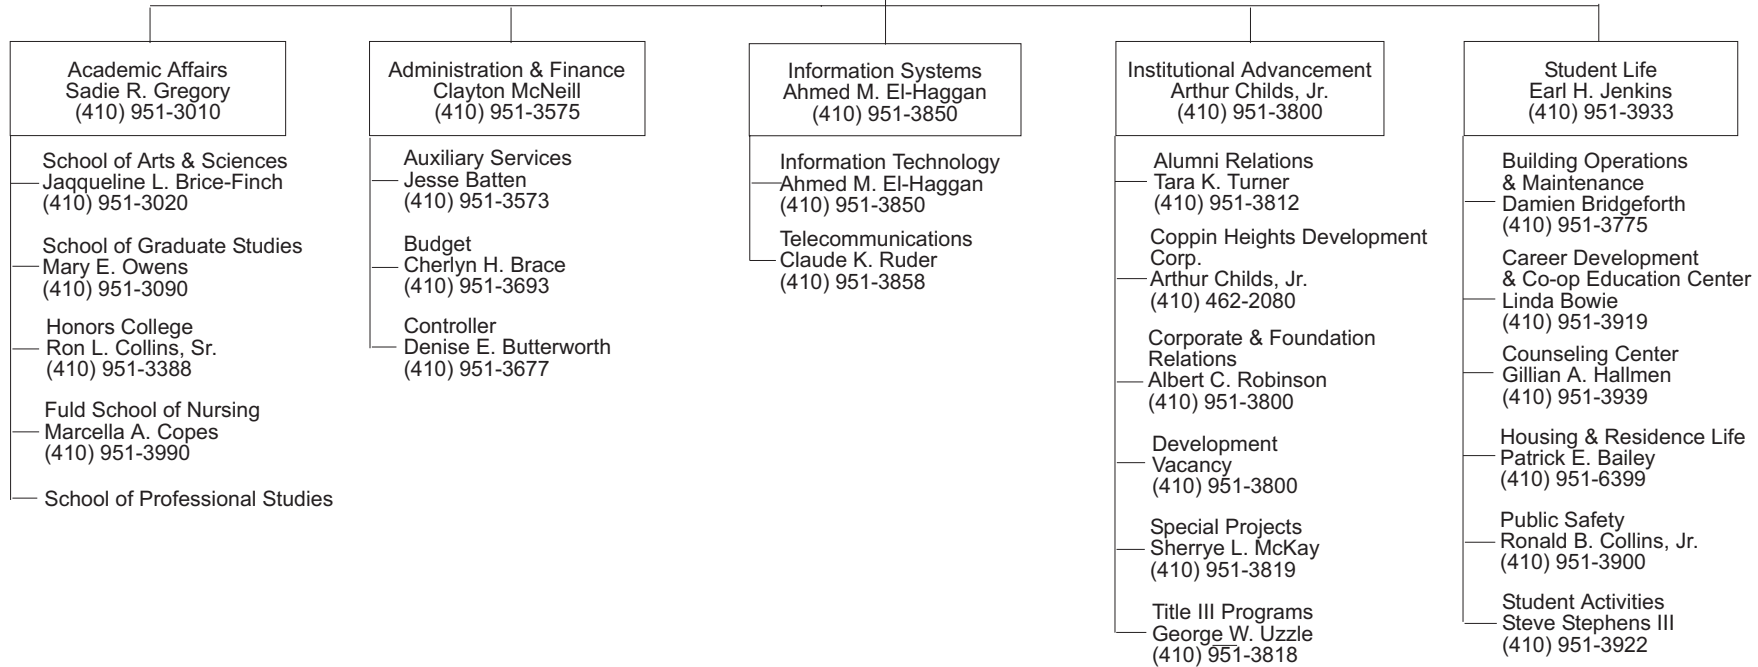 Academic Affairs
Sadie R. Gregory
(410) 951-3010
School of Arts & Sciences
Jaqqueline L. Brice-Finch
(410) 951-3020
School of Graduate Studies
Mary E. Owens
(410) 951-3090
Honors College
Ron L. Collins, Sr.
(410) 951-3388
Fuld School of Nursing
Marcella A. Copes
(410) 951-3990
School of Professional Studies
Administration & Finance
Clayton McNeill
(410) 951-3575
Auxiliary Services
Jesse Batten
(410) 951-3573
Budget
Cherlyn H. Brace
(410) 951-3693
Controller
Denise E. Butterworth
(410) 951-3677
Information Systems
Ahmed M. El-Haggan
(410) 951-3850
Information Technology
Ahmed M. El-Haggan
(410) 951-3850
Telecommunications
Claude K. Ruder
(410) 951-3858
Institutional Advancement
Arthur Childs, Jr.
(410) 951-3800
Alumni Relations
Tara K. Turner
(410) 951-3812
Coppin Heights Development
Corp.
Arthur Childs, Jr.
(410) 462-2080
Corporate & Foundation
Relations
Albert C. Robinson
(410) 951-3800
Development
Vacancy
(410) 951-3800
Special Projects
Sherrye L. McKay
(410) 951-3819
Title III Programs
George W. Uzzle
(410) 951-3818
Student Life
Earl H. Jenkins
(410) 951-3933
Building Operations
& Maintenance
Damien Bridgeforth
(410) 951-3775
Career Development
& Co-op Education Center
Linda Bowie
(410) 951-3919
Counseling Center
Gillian A. Hallmen
(410) 951-3939
Housing & Residence Life
Patrick E. Bailey
(410) 951-6399
Public Safety
Ronald B. Collins, Jr.
(410) 951-3900
Student Activities
Steve Stephens III
(410) 951-3922